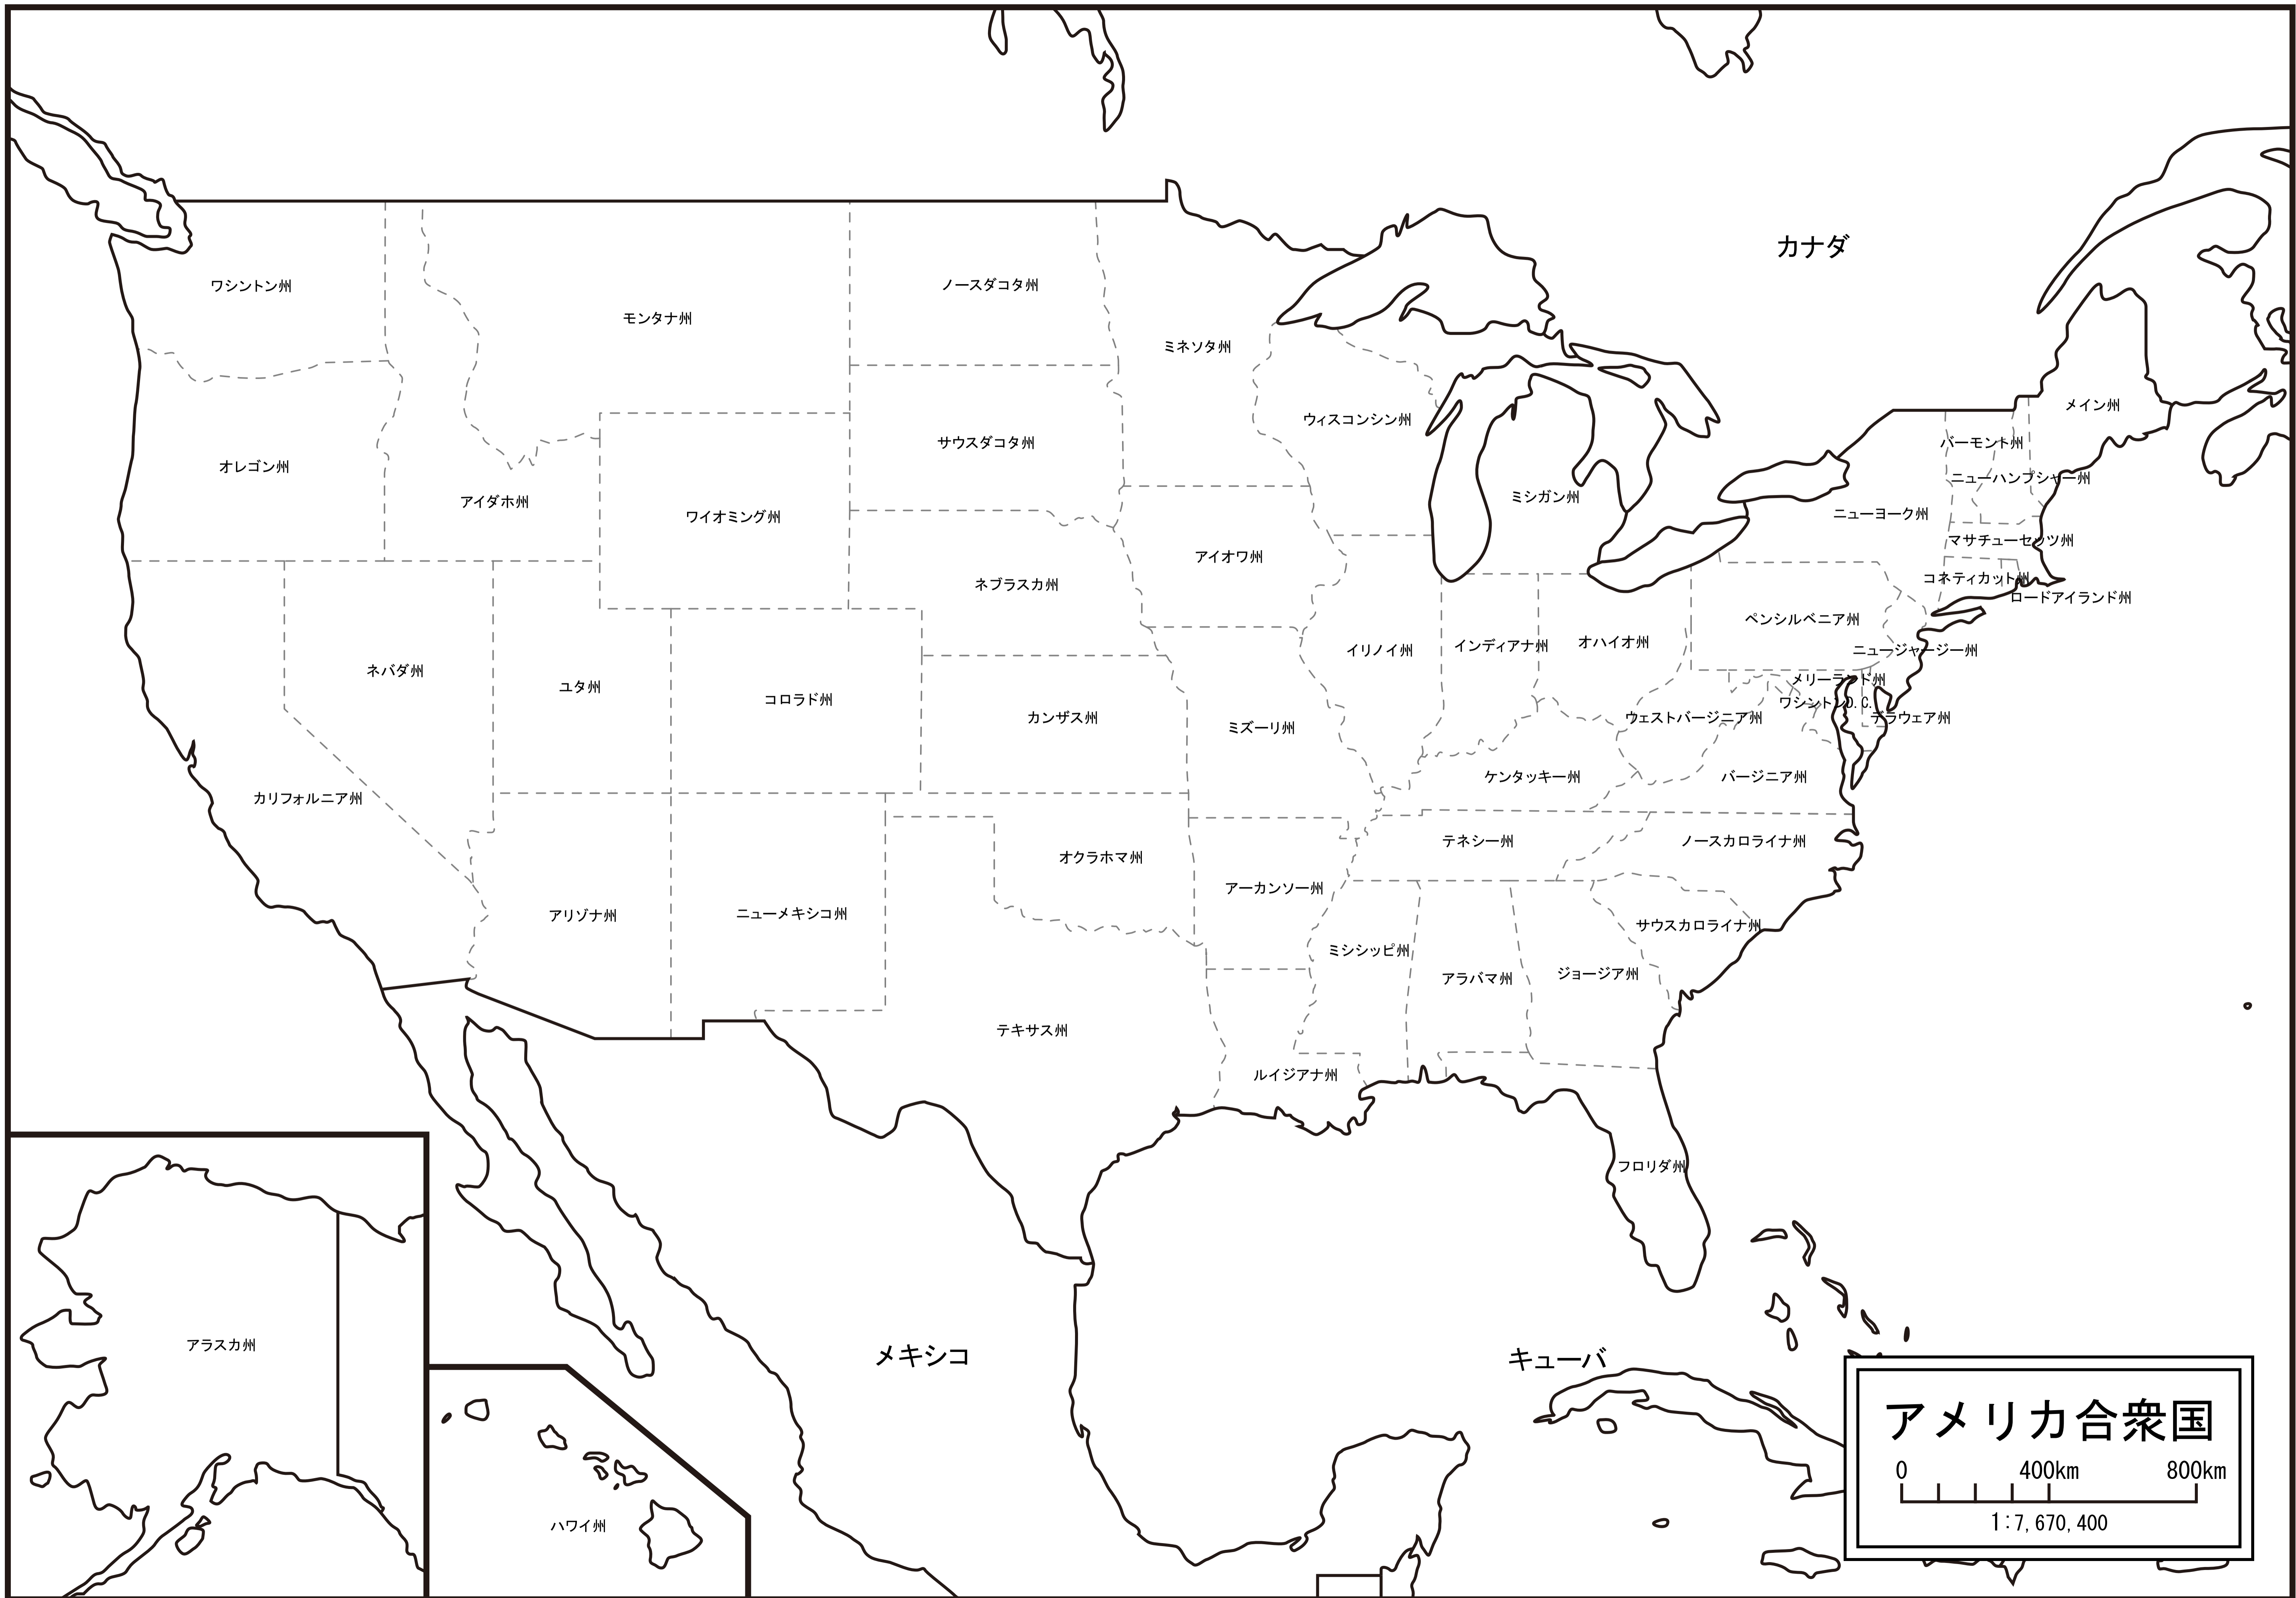 カナダ
ワシントン州
モンタナ州
ノースダコタ州
ミネソタ州
ウィスコンシン州
メイン州
バーモント州
ニューハンプシャー州
オレゴン州
アイダホ州
ワイオミング州
サウスダコタ州
ミシガン州
ニューヨーク州
マサチューセッツ州
コネティカット州
ロードアイランド州
アイオワ州
ネブラスカ州
ペンシルベニア州
ニュージャージー州
ネバダ州
ユタ州
コロラド州
カンザス州
ミズーリ州
イリノイ州
インディアナ州
オハイオ州
メリーランド州
ワシントンD.C.
ウェストバージニア州
デラウェア州
カリフォルニア州
ケンタッキー州
バージニア州
オクラホマ州
アーカンソー州
テネシー州
ノースカロライナ州
アリゾナ州
ニューメキシコ州
サウスカロライナ州
ミシシッピ州
アラバマ州
ジョージア州
テキサス州
ルイジアナ州
フロリダ州
アラスカ州
ハワイ州
メキシコ
キューバ
アメリカ合衆国
0 400km 800km
1:7,670,400